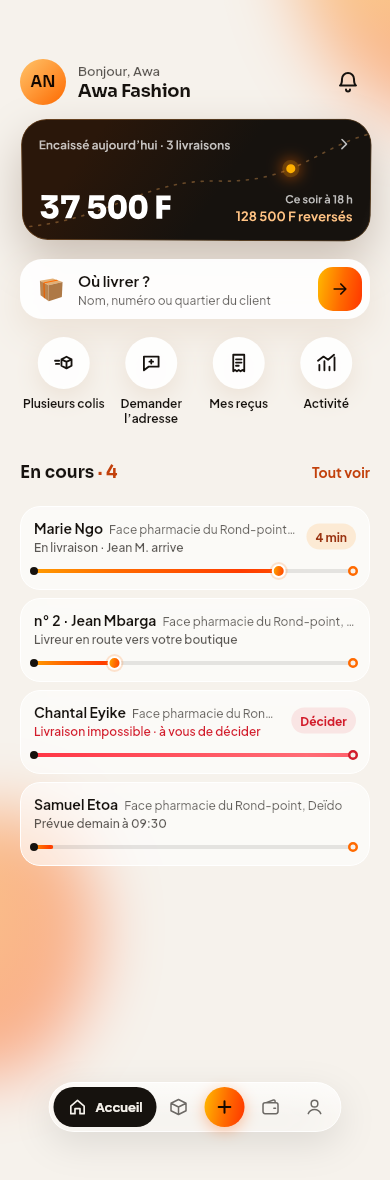 AN
Bonjour, Awa
Awa Fashion
Encaissé aujourd’hui · 3 livraisons
37 500 F
Ce soir à 18 h
128 500 F reversés
Où livrer ?
Nom, numéro ou quartier du client
Plusieurs colis
Demander
l’adresse
Mes reçus
Activité
En cours · 4
Tout voir
Marie Ngo Face pharmacie du Rond-point…
4 min
En livraison · Jean M. arrive
n° 2 · Jean Mbarga Face pharmacie du Rond-point, …
Livreur en route vers votre boutique
Chantal Eyike Face pharmacie du Ron…
Décider
Livraison impossible · à vous de décider
Samuel Etoa Face pharmacie du Rond-point, Deïdo
Prévue demain à 09:30
Accueil